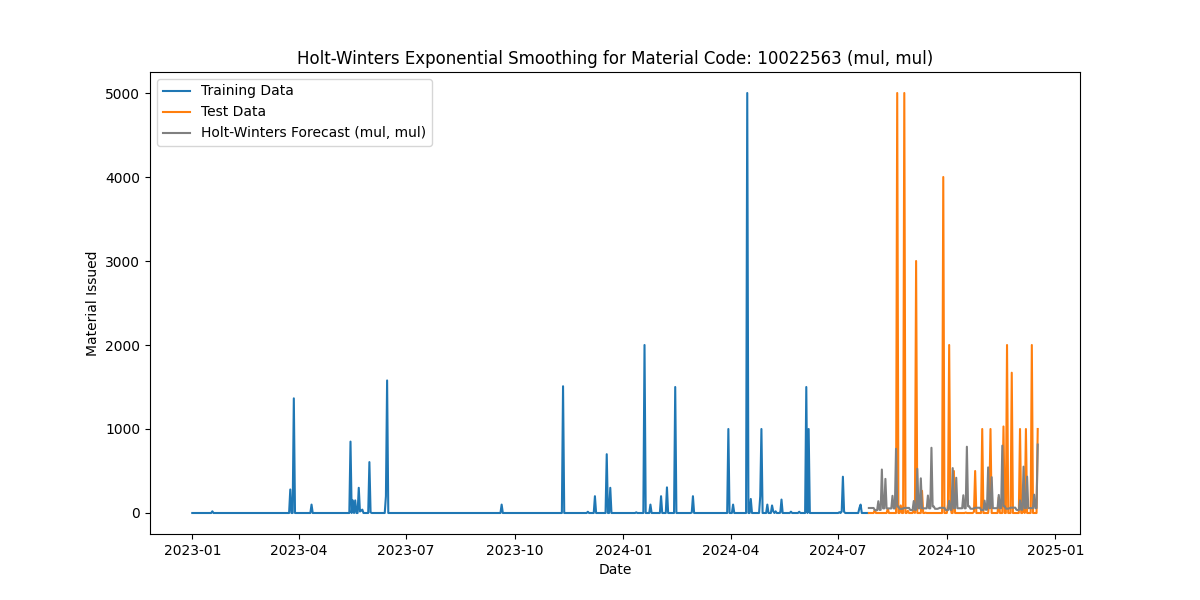 Holt-Winters Exponential Smoothing for Material Code: 10022563 (mul, mul)
Training Data
Test Data
Holt-Winters Forecast (mul, mul)
5000
4000
3000
2000
1000
0
Material Issued
2023-01 2023-04 2023-07 2023-10 2024-01 2024-04 2024-07 2024-10 2025-01
Date